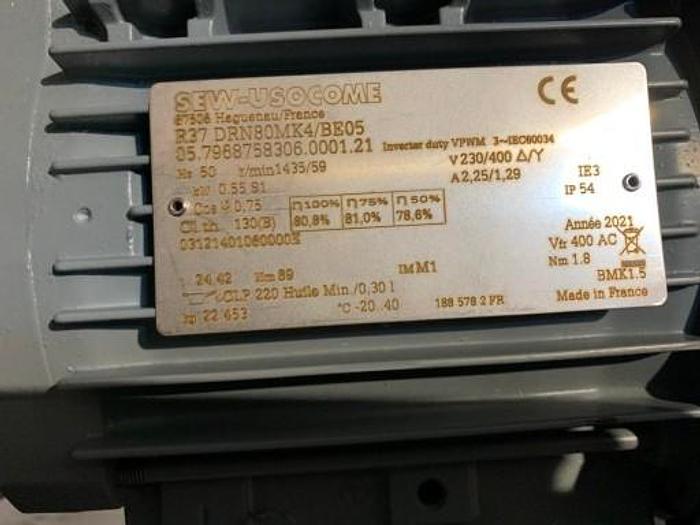 SEW-USOCOME
CE
67506 Haguenau/France
R37 DRN80MK4/BE05
05.7968758306.0001.21 Inverter duty VPWM 3~IEC60034
Hz 50 r/min 1435/59 V 230/400 Δ/Y
kW 0,55 S1 A 2,25/1,29 IE3
Cos φ 0,75 η100% η75% η50% IP 54
80,8% 81,0% 78,6%
Cl. th. 130(B) Année 2021
Vfr 400 AC
i 24,42 Nm 89 IM M1 Nm 1.8
CLP 220 Huile Min./0,30 l BMK1.5
kg 22 653 °C -20..40 188 578 2 FR Made in France